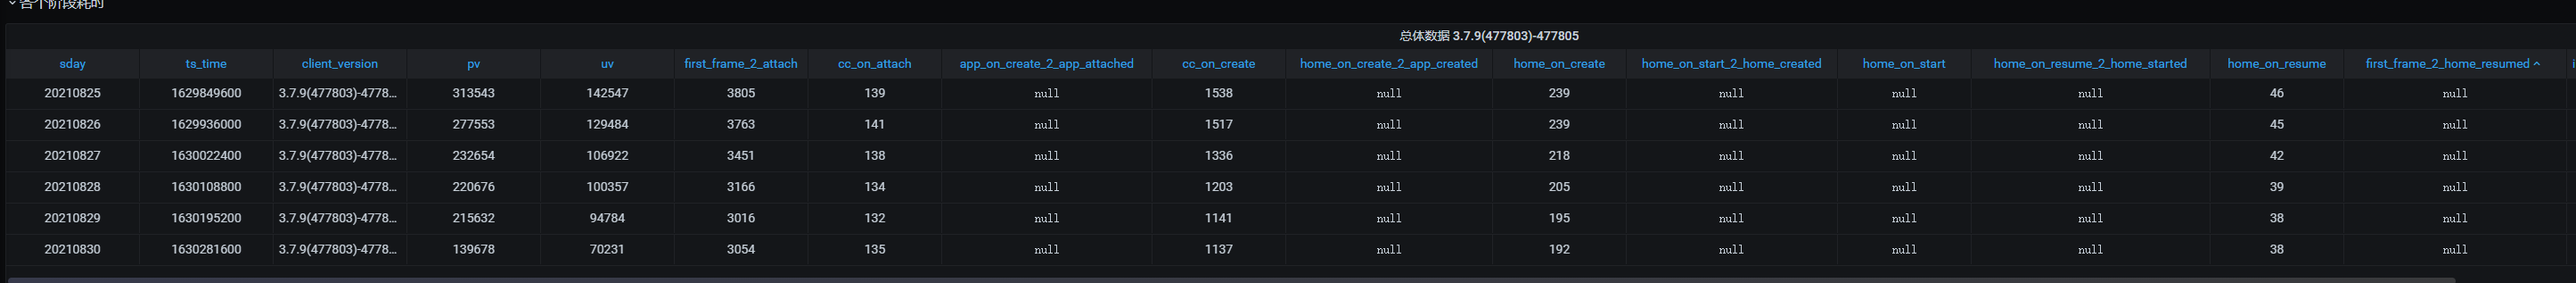 各个阶段耗时
总体数据 3.7.9(477803)-477805
sday ts_time client_version pv uv first_frame_2_attach cc_on_attach app_on_create_2_app_attached cc_on_create home_on_create_2_app_created home_on_create home_on_start_2_home_created home_on_start home_on_resume_2_home_started home_on_resume first_frame_2_home_resumed
20210825 1629849600 3.7.9(477803)-4778... 313543 142547 3805 139 null 1538 null 239 null null null 46 null
20210826 1629936000 3.7.9(477803)-4778... 277553 129484 3763 141 null 1517 null 239 null null null 45 null
20210827 1630022400 3.7.9(477803)-4778... 232654 106922 3451 138 null 1336 null 218 null null null 42 null
20210828 1630108800 3.7.9(477803)-4778... 220676 100357 3166 134 null 1203 null 205 null null null 39 null
20210829 1630195200 3.7.9(477803)-4778... 215632 94784 3016 132 null 1141 null 195 null null null 38 null
20210830 1630281600 3.7.9(477803)-4778... 139678 70231 3054 135 null 1137 null 192 null null null 38 null